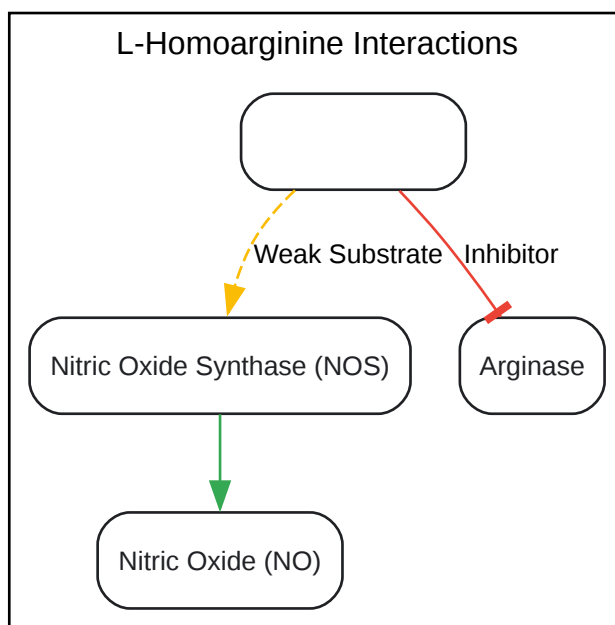 L-Homoarginine Interactions
Weak Substrate
Inhibitor
Nitric Oxide Synthase (NOS)
Arginase
Nitric Oxide (NO)